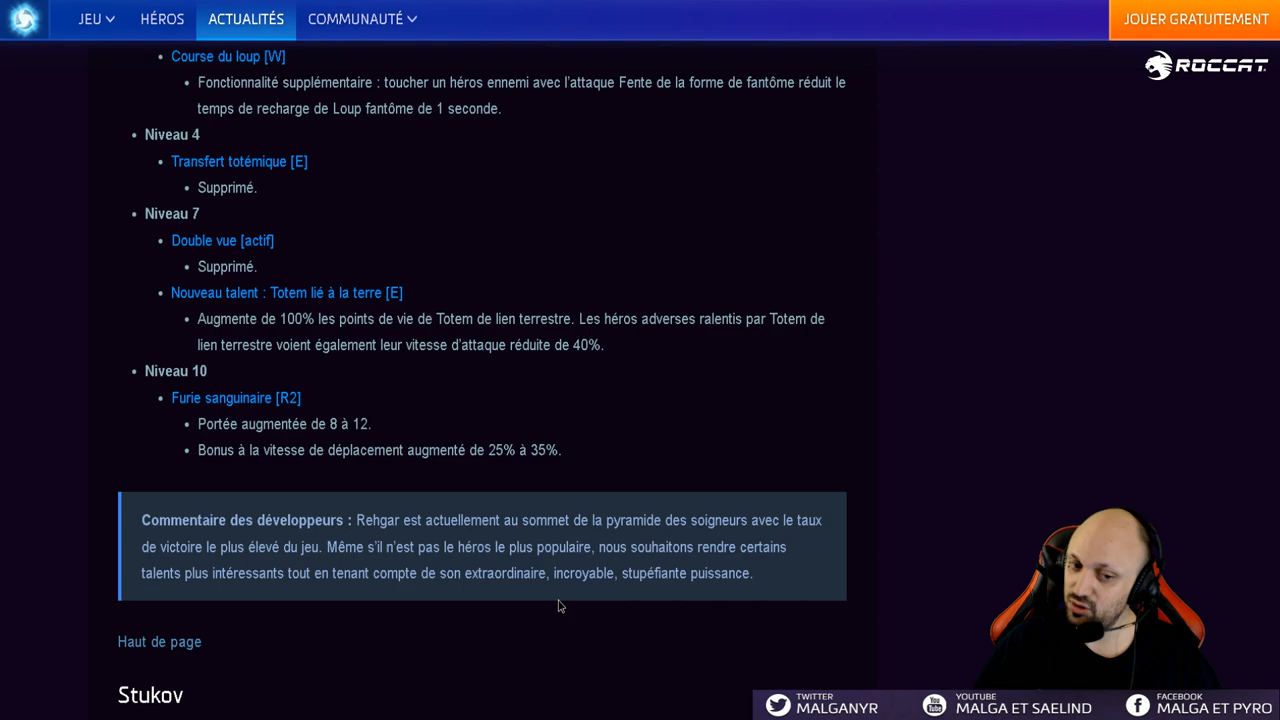 JEU HÉROS ACTUALITÉS COMMUNAUTÉ JOUER GRATUITEMENT
ROCCAT
Course du loup [W]
Fonctionnalité supplémentaire : toucher un héros ennemi avec l'attaque Fente de la forme de fantôme réduit le
temps de recharge de Loup fantôme de 1 seconde.
Niveau 4
Transfert totémique [E]
Supprimé.
Niveau 7
Double vue [actif]
Supprimé.
Nouveau talent : Totem lié à la terre [E]
Augmente de 100% les points de vie de Totem de lien terrestre. Les héros adverses ralentis par Totem de
lien terrestre voient également leur vitesse d'attaque réduite de 40%.
Niveau 10
Furie sanguinaire [R2]
Portée augmentée de 8 à 12.
Bonus à la vitesse de déplacement augmenté de 25% à 35%.
Commentaire des développeurs : Rehgar est actuellement au sommet de la pyramide des soigneurs avec le taux
de victoire le plus élevé du jeu. Même s'il n'est pas le héros le plus populaire, nous souhaitons rendre certains
talents plus intéressants tout en tenant compte de son extraordinaire, incroyable, stupéfiante puissance.
Haut de page
Stukov
TWITTER
MALGANYR
YOUTUBE
MALGA ET SAELIND
FACEBOOK
MALGA ET PYRO